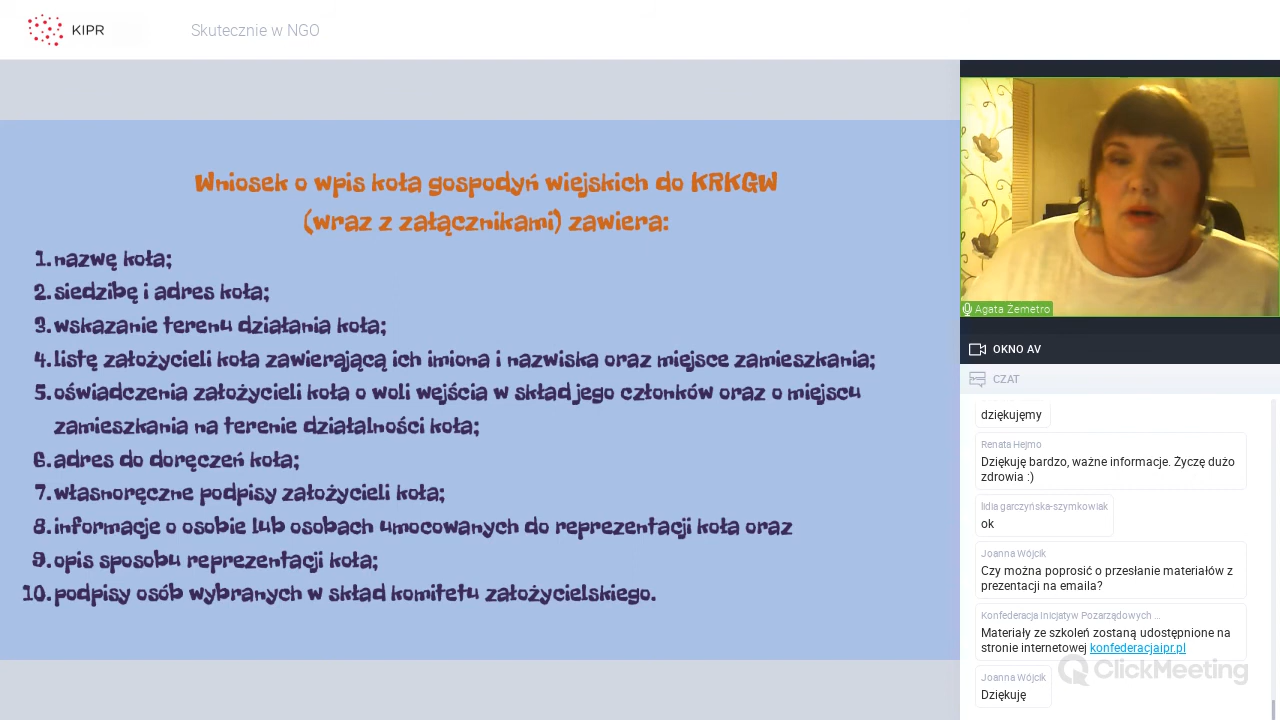 KIPR
Skutecznie w NGO
Wniosek o wpis koła gospodyń wiejskich do KRKGW
(wraz z załącznikami) zawiera:
1. nazwę koła;
2. siedzibę i adres koła;
3. wskazanie terenu działania koła;
4. listę założycieli koła zawierającą ich imiona i nazwiska oraz miejsce zamieszkania;
5. oświadczenia założycieli koła o woli wejścia w skład jego członków oraz o miejscu
zamieszkania na terenie działalności koła;
6. adres do doręczeń koła;
7. własnoręczne podpisy założycieli koła;
8. informacje o osobie lub osobach umocowanych do reprezentacji koła oraz
9. opis sposobu reprezentacji koła;
10. podpisy osób wybranych w skład komitetu założycielskiego.
Agata Żemetro
OKNO AV
CZAT
dziękujemy
Renata Hejmo
Dziękuję bardzo, ważne informacje. Życzę dużo
zdrowia :)
lidia garczyńska-szymkowiak
ok
Joanna Wójcik
Czy można poprosić o przesłanie materiałów z
prezentacji na emaila?
Konfederacja Inicjatyw Pozarządowych ...
Materiały ze szkoleń zostaną udostępnione na
stronie internetowej konfederacjaipr.pl
ClickMeeting
Joanna Wójcik
Dziękuję